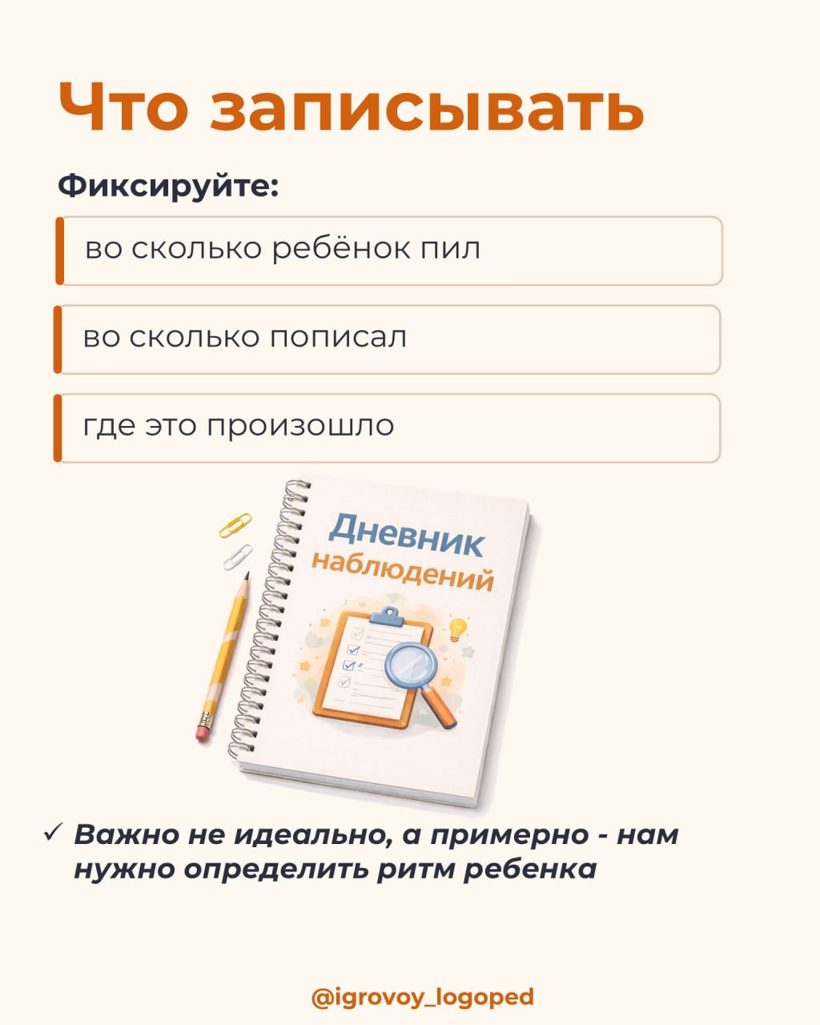 Что записывать
Фиксируйте:
во сколько ребёнок пил
во сколько пописал
где это произошло
Дневник
наблюдений
✓ Важно не идеально, а примерно - нам
нужно определить ритм ребенка
@igrovoy_logoped